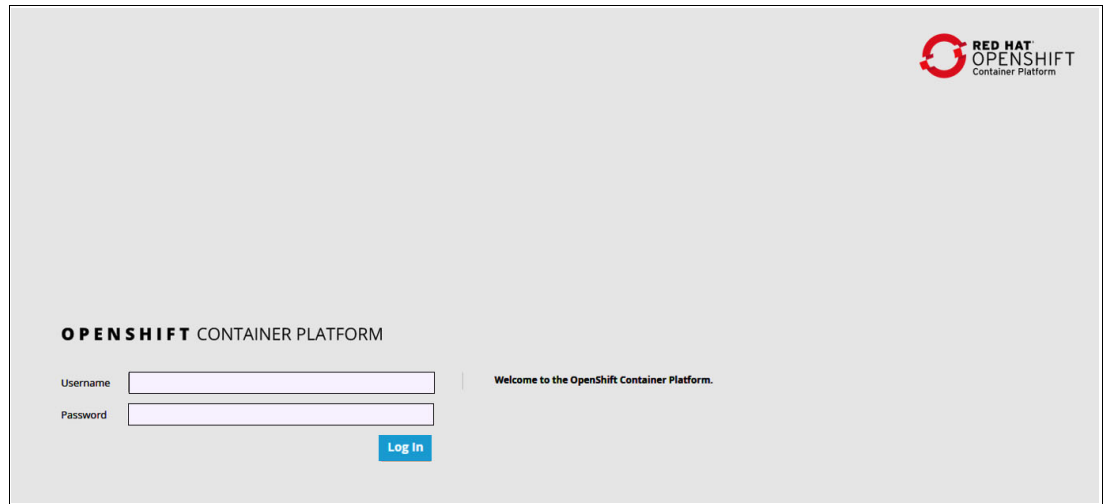 RED HAT
OPENSHIFT
Container Platform
OPENSHIFT CONTAINER PLATFORM
Username
Welcome to the OpenShift Container Platform.
Password
Log In